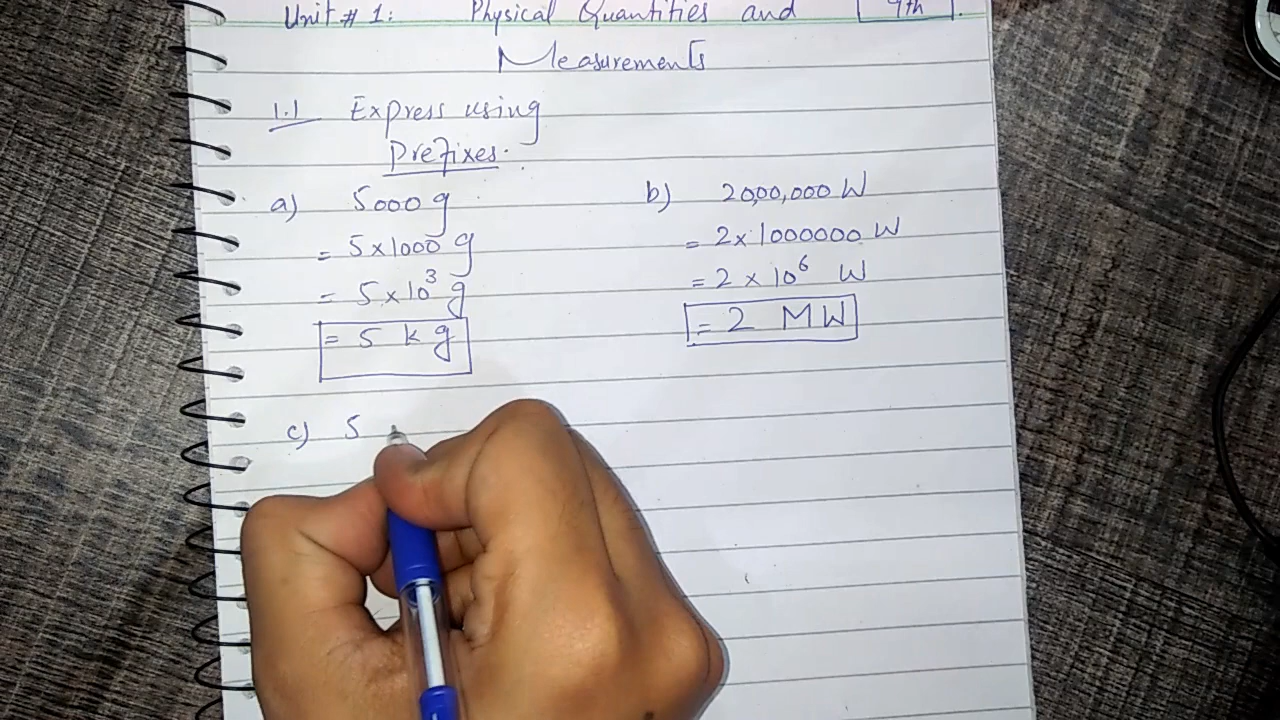 Unit # 1: Physical Quantities and 9th.
Measurements
1.1 Express using
Prefixes.
a) 5000 g
= 5 x 1000 g
= 5 x 10³ g
= 5 k g
b) 2000,000 W
= 2 x 1000000 W
= 2 x 10⁶ W
= 2 MW
c) 5